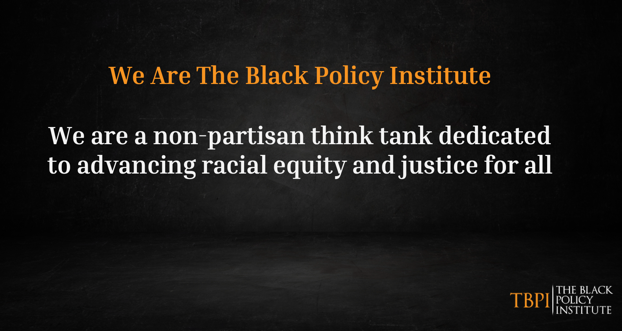 We Are The Black Policy Institute
We are a non-partisan think tank dedicated
to advancing racial equity and justice for all
TBPI
THE BLACK
POLICY
INSTITUTE